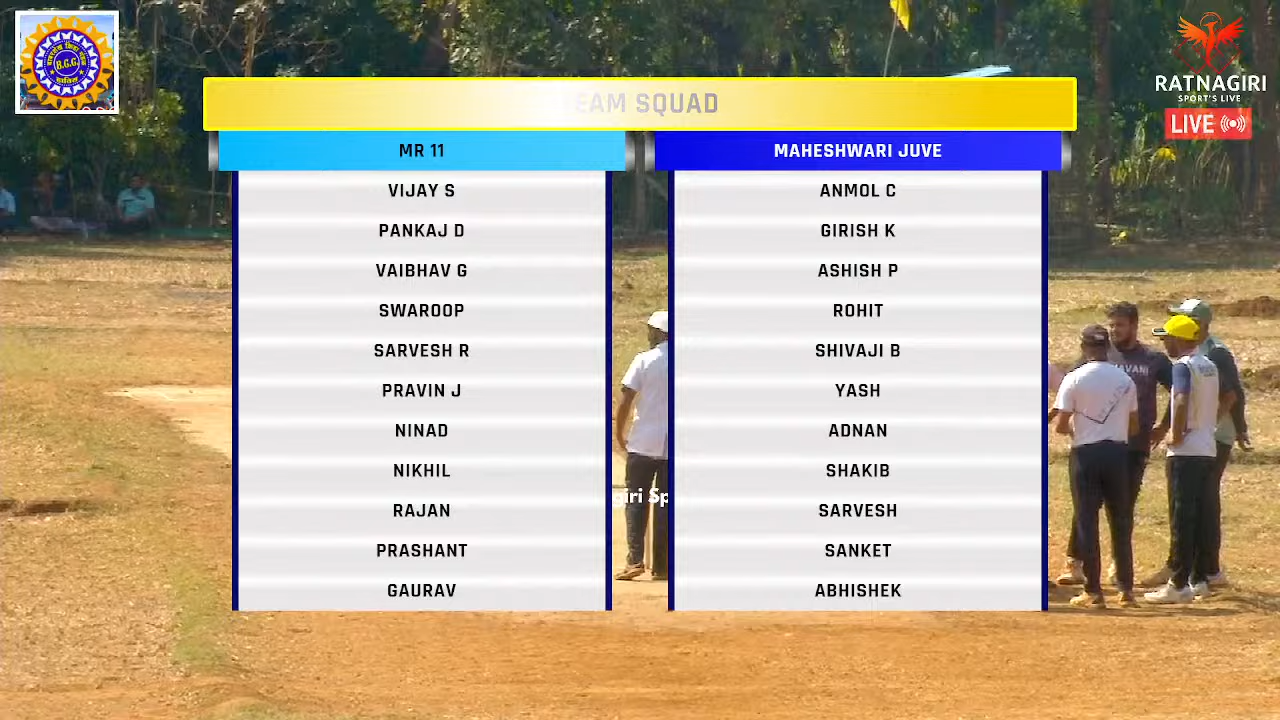 B.G.G.
RATNAGIRI
SPORT'S LIVE
LIVE
TEAM SQUAD
MR 11
MAHESHWARI JUVE
VIJAY S
ANMOL C
PANKAJ D
GIRISH K
VAIBHAV G
ASHISH P
SWAROOP
ROHIT
SARVESH R
SHIVAJI B
PRAVIN J
YASH
NINAD
ADNAN
NIKHIL
SHAKIB
RAJAN
SARVESH
PRASHANT
SANKET
GAURAV
ABHISHEK